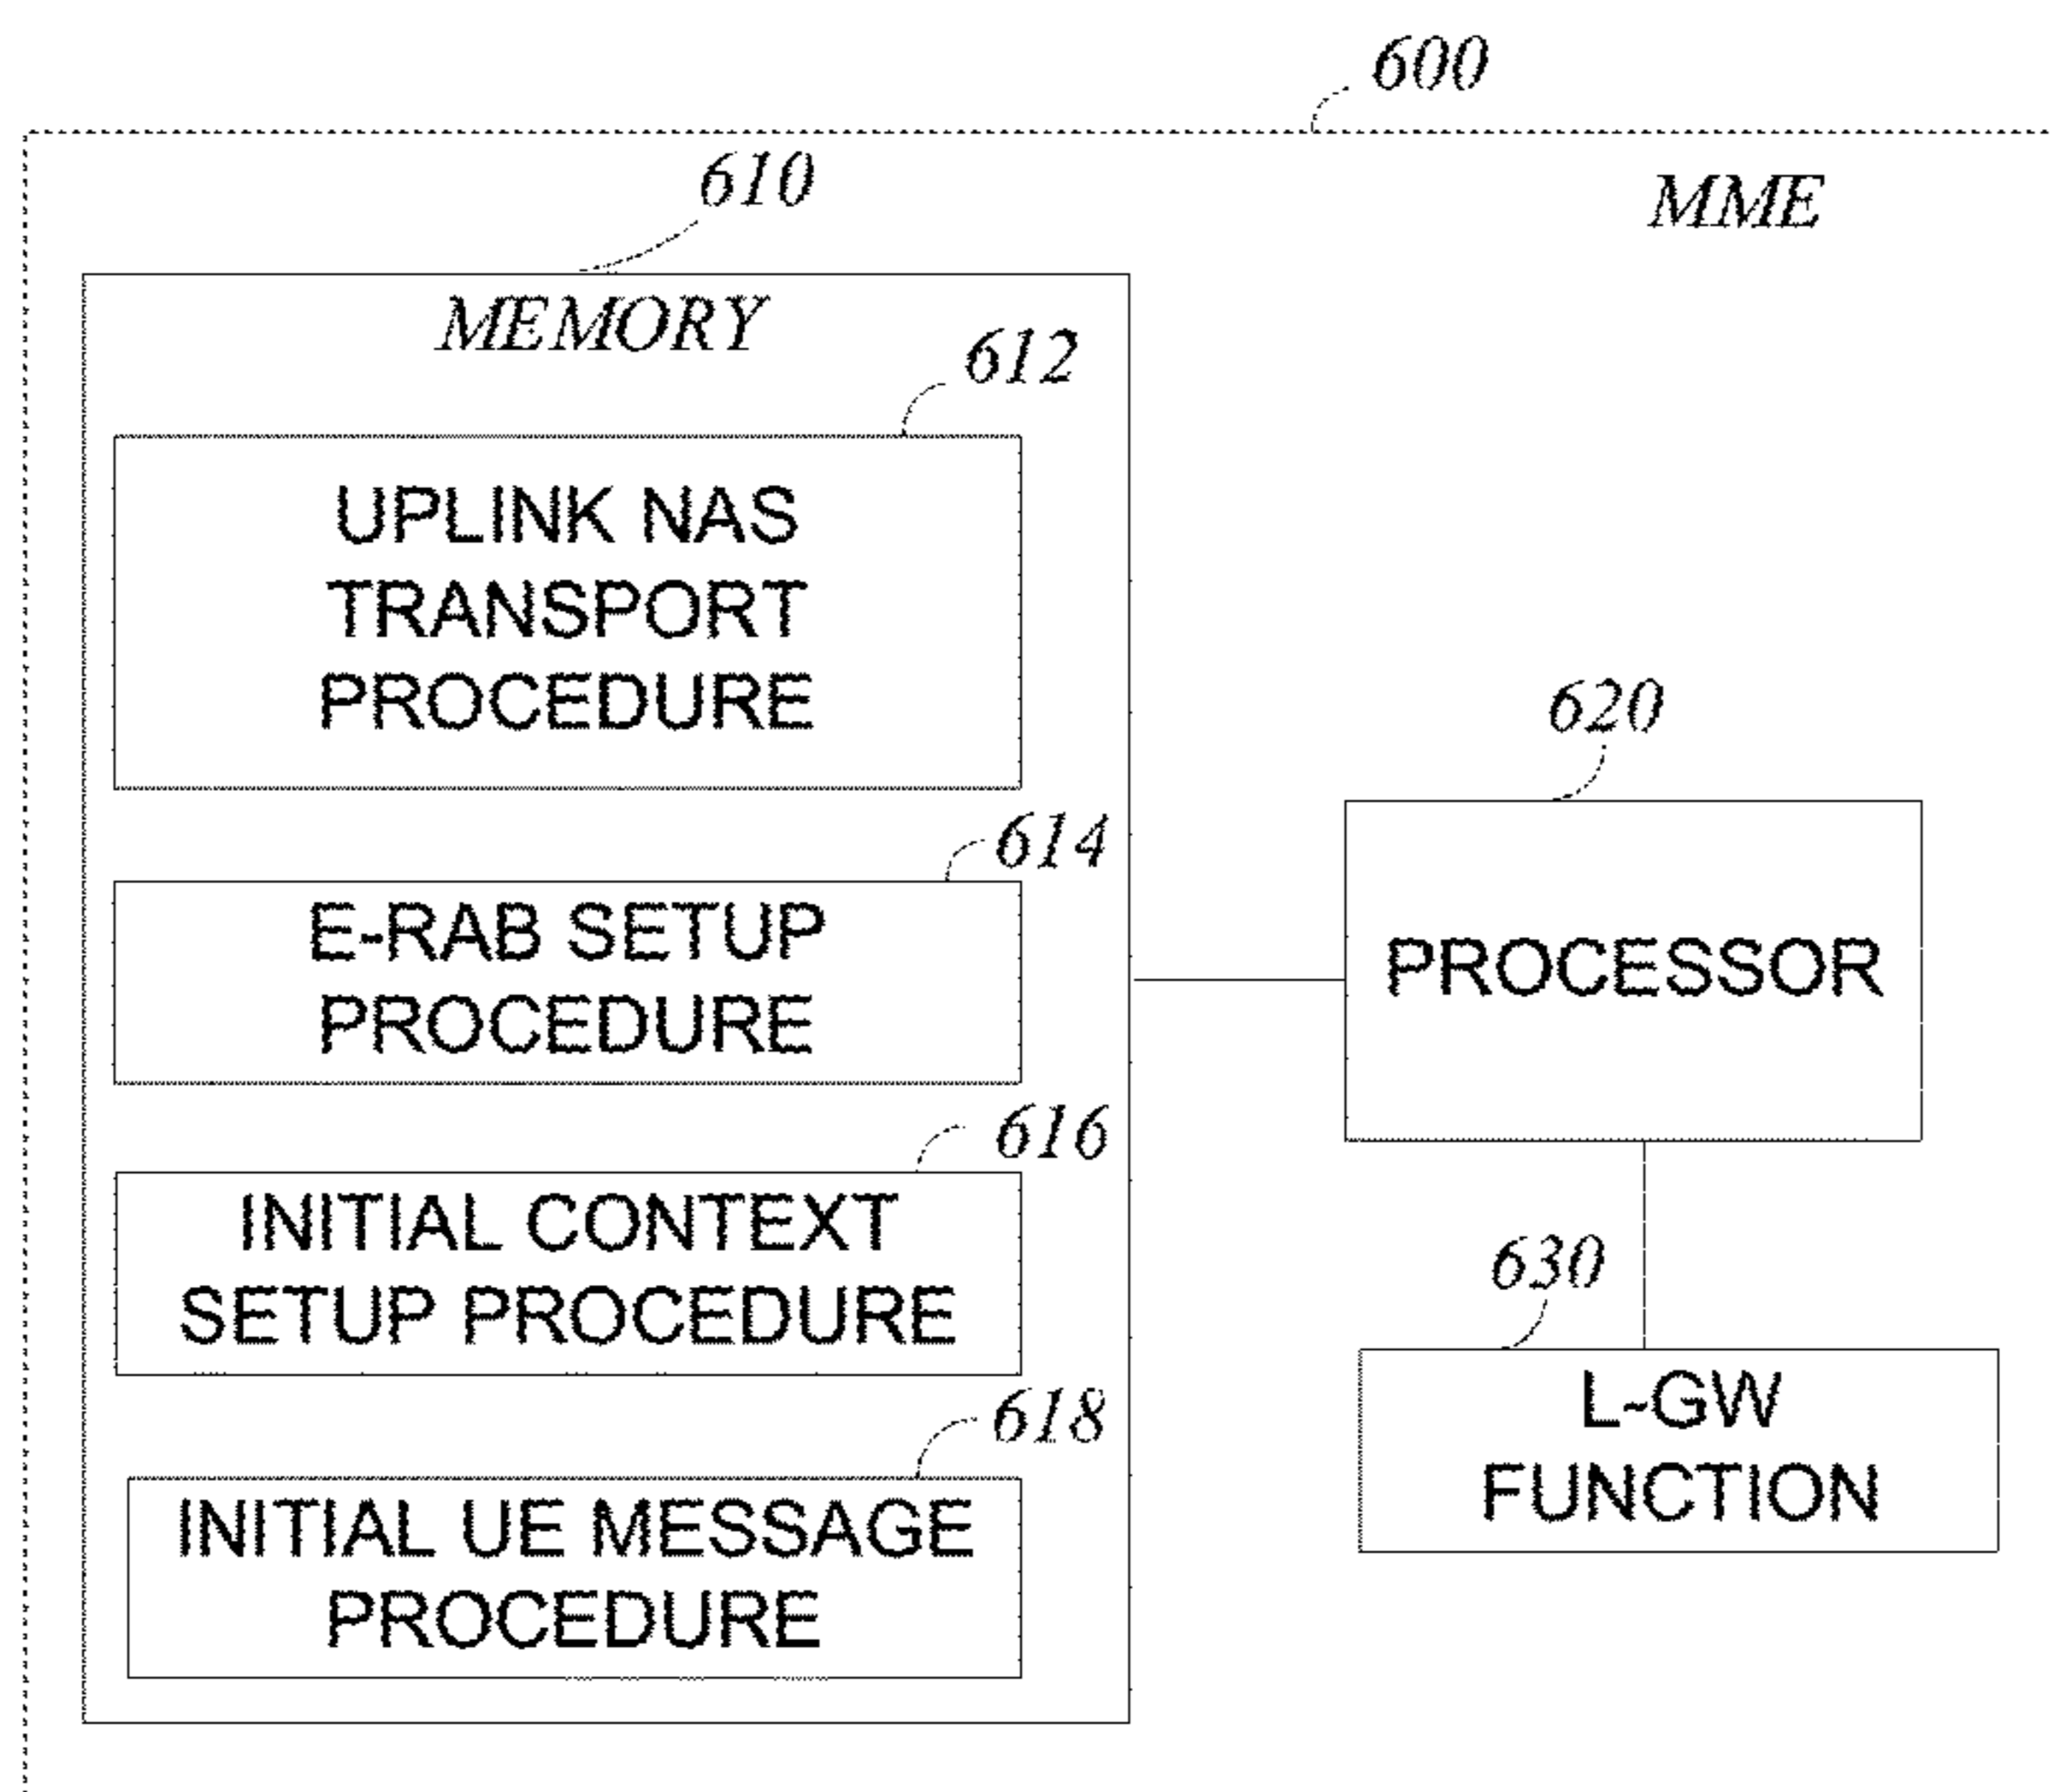 600
MME
610
MEMORY
612
UPLINK NAS
TRANSPORT
PROCEDURE
614
E-RAB SETUP
PROCEDURE
616
INITIAL CONTEXT
SETUP PROCEDURE
618
INITIAL UE MESSAGE
PROCEDURE
620
PROCESSOR
630
L-GW
FUNCTION